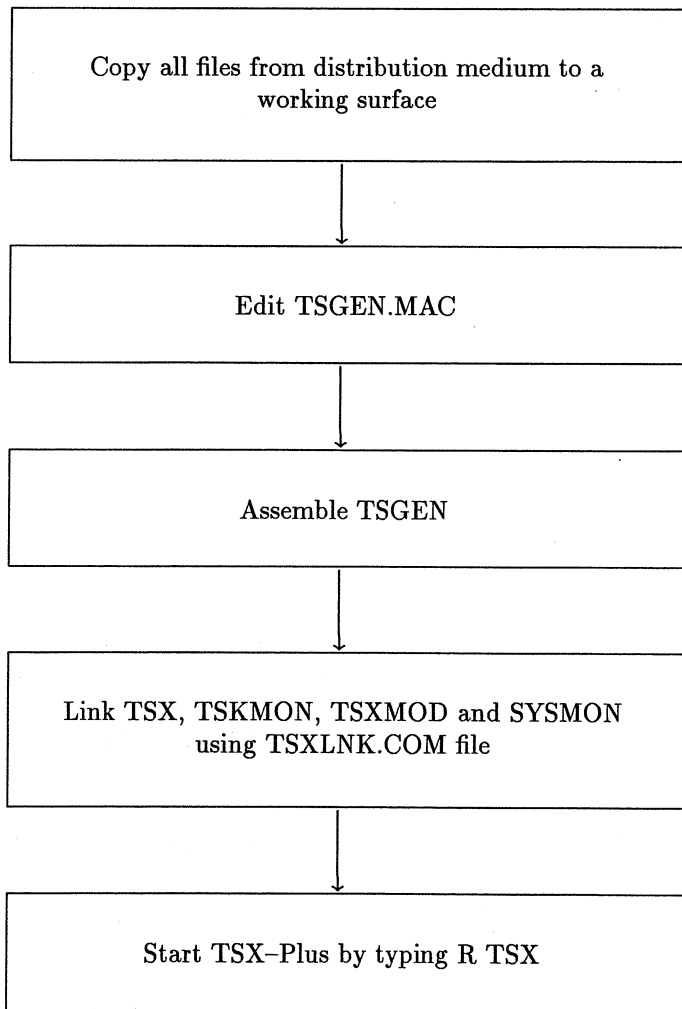 Copy all files from distribution medium to a
working surface
Edit TSGEN.MAC
Assemble TSGEN
Link TSX, TSKMON, TSXMOD and SYSMON
using TSXLNK.COM file
Start TSX–Plus by typing R TSX